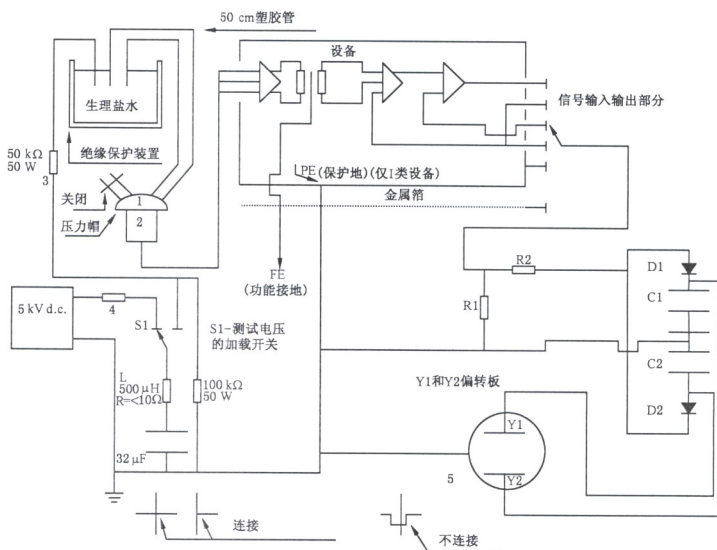 50 cm塑胶管
设备
生理盐水
信号输入输出部分
绝缘保护装置
50 kΩ
50 W
3
PE(保护地)(仅I类设备)
关闭
1
金属箔
压力帽
2
FE
(功能接地)
R2
D1
C1
R1
5 kV d.c.
4
S1
S1-测试电压
的加载开关
C2
L
500 μH
R=<10Ω
100 kΩ
50 W
Y1和Y2偏转板
D2
Y1
32 μF
5
Y2
连接
不连接